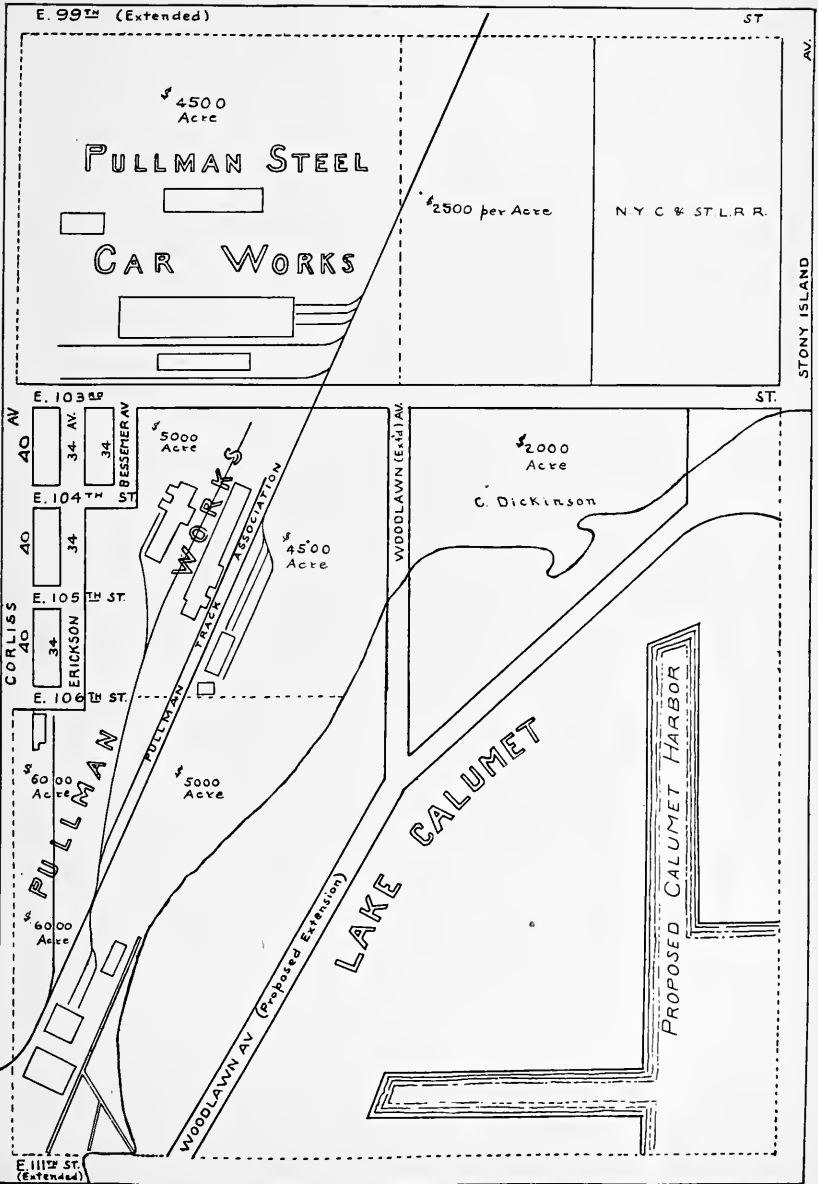 E. 99TH (Extended) ST
AV.
$4500
Acre
PULLMAN STEEL
$2500 per Acre
N Y C & ST. L. R R.
CAR WORKS
STONY ISLAND
E. 103RD ST.
AV
40
34 AV.
34
BESSEMER AV
$5000
Acre
WOODLAWN (Extd) AV.
$2000
Acre
C. Dickinson
E. 104TH ST.
WORKS
ASSOCIATION
$4500
Acre
40
34
E. 105TH ST.
CORLISS
40
34
ERICKSON
TRACK
E. 106TH ST.
PULLMAN
PULLMAN
$6000
Acre
$5000
Acre
LAKE CALUMET
PROPOSED CALUMET HARBOR
$6000
Acre
WOODLAWN AV (Proposed Extension)
E. 111TH ST.
(Extended)